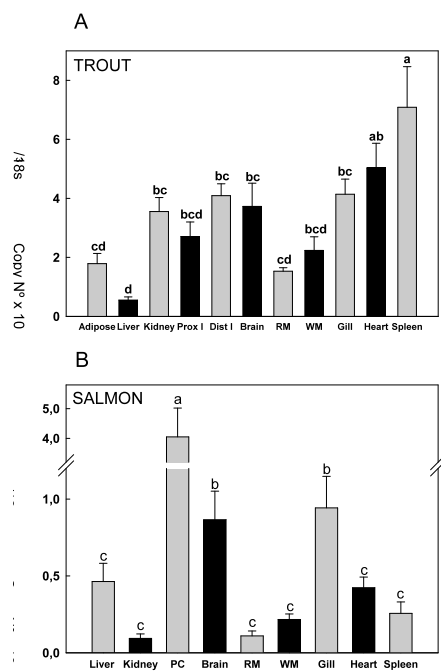 A
TROUT
8
6
4
2
0
/18s
Copy Nº x 10
cd
d
bc
bcd
bc
bc
cd
bcd
bc
ab
a
Adipose Liver Kidney Prox I Dist I Brain RM WM Gill Heart Spleen
B
SALMON
5,0
4,0
1,0
0,5
0,0
c
c
a
b
c
c
b
c
c
Liver Kidney PC Brain RM WM Gill Heart Spleen